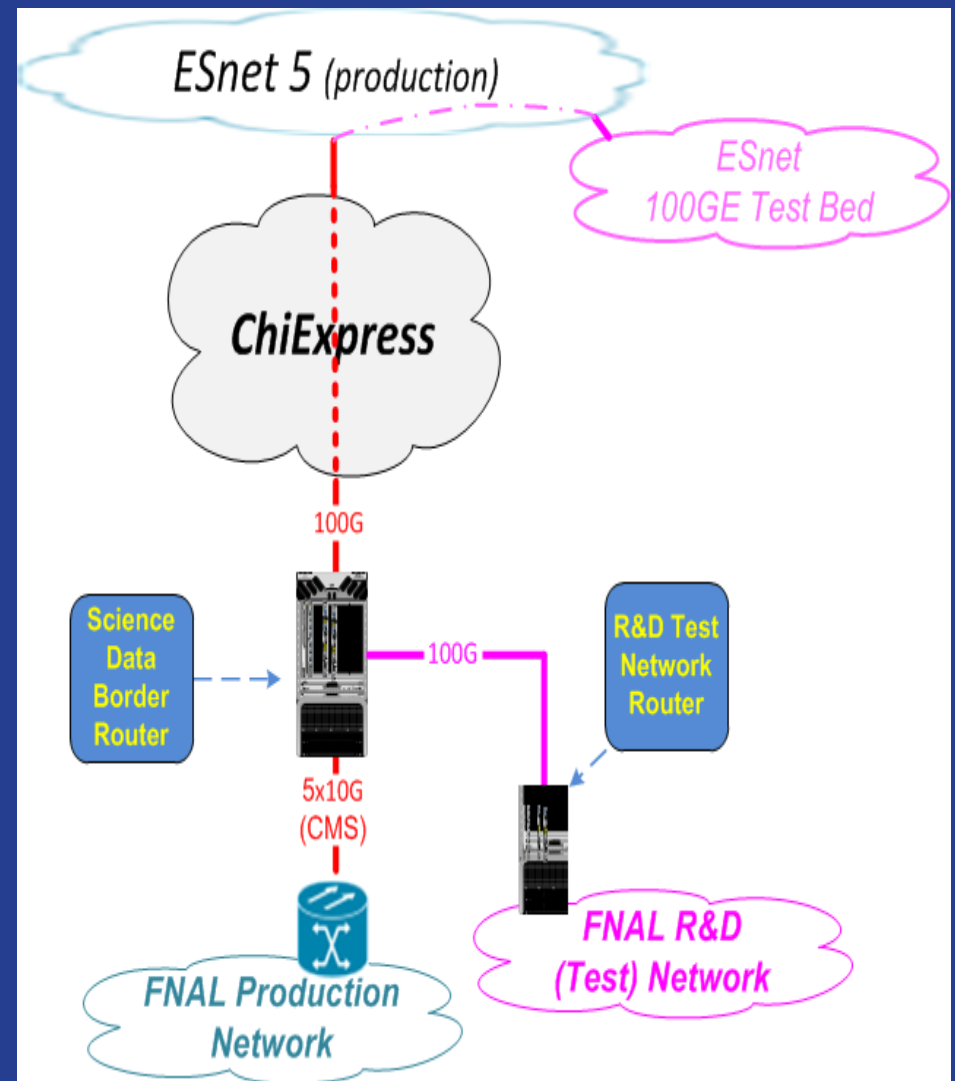 ESnet 5 (production)
ESnet
100GE Test Bed
ChiExpress
100G
Science
Data
Border
Router
100G
R&D Test
Network
Router
5x10G
(CMS)
FNAL R&D
(Test) Network
FNAL Production
Network